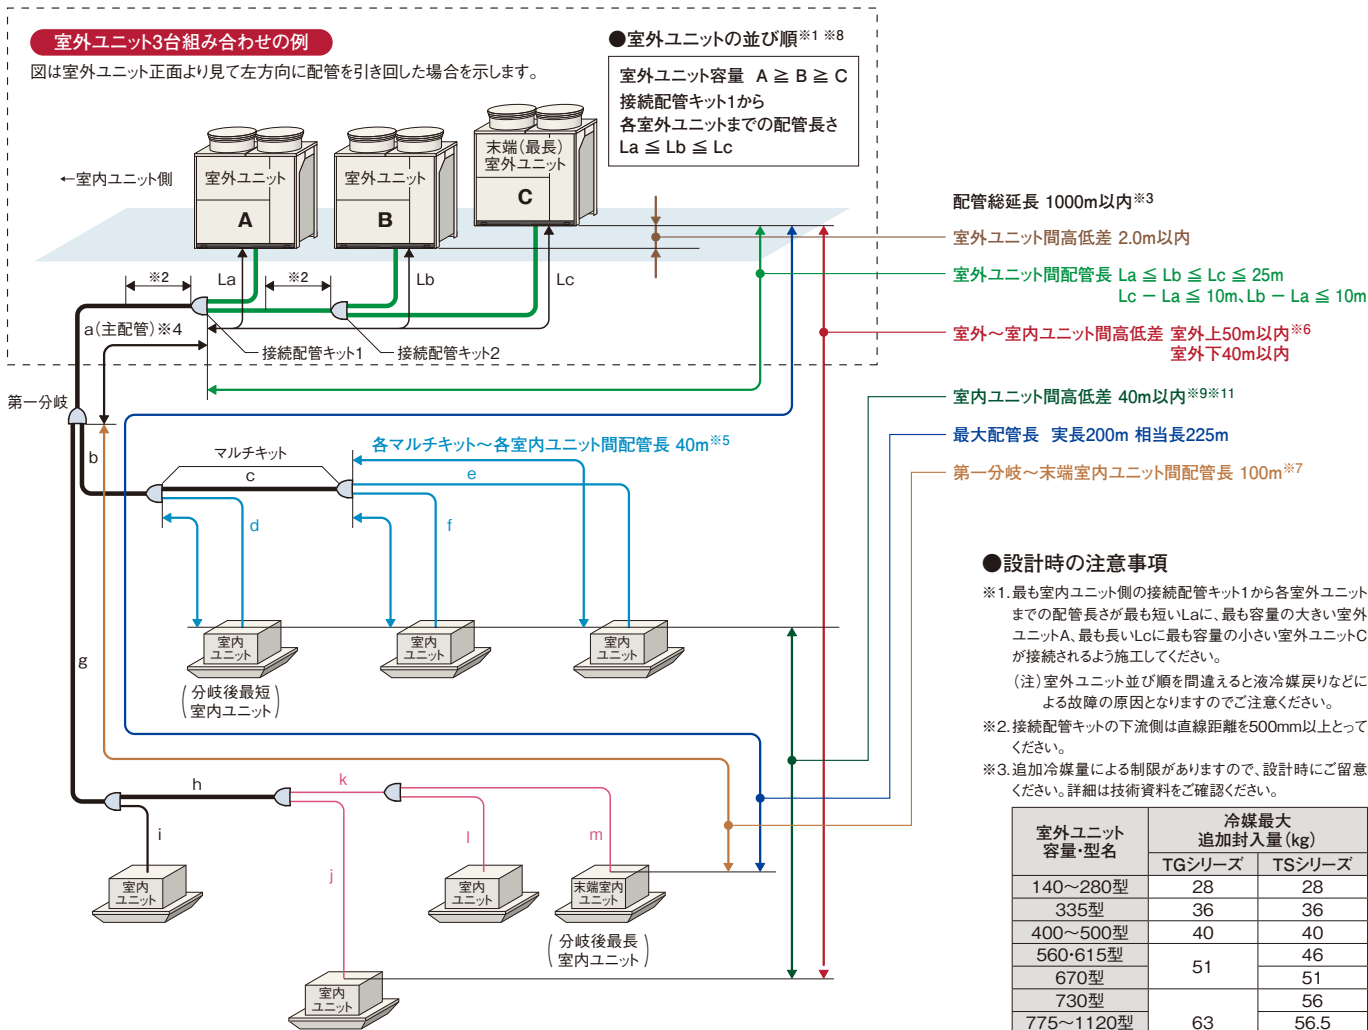 室外ユニット3台組み合わせの例
図は室外ユニット正面より見て左方向に配管を引き回した場合を示します。
●室外ユニットの並び順※1 ※8
室外ユニット容量 A ≧ B ≧ C
接続配管キット1から
各室外ユニットまでの配管長さ
La ≦ Lb ≦ Lc
←室内ユニット側
室外ユニット
A
室外ユニット
B
末端(最長)
室外ユニット
C
※2
La
※2
Lb
Lc
a(主配管)※4
接続配管キット1
接続配管キット2
第一分岐
配管総延長 1000m以内※3
室外ユニット間高低差 2.0m以内
室外ユニット間配管長 La ≦ Lb ≦ Lc ≦ 25m
Lc − La ≦ 10m、Lb − La ≦ 10m
室外～室内ユニット間高低差 室外上50m以内※6
室外下40m以内
室内ユニット間高低差 40m以内※9※11
最大配管長 実長200m 相当長225m
第一分岐～末端室内ユニット間配管長 100m※7
b
マルチキット
c
各マルチキット～各室内ユニット間配管長 40m※5
e
d
f
g
室内
ユニット
(分岐後最短
室内ユニット)
室内
ユニット
室内
ユニット
h
k
i
j
l
m
室内
ユニット
室内
ユニット
末端室内
ユニット
(分岐後最長
室内ユニット)
室内
ユニット
●設計時の注意事項
※1.最も室内ユニット側の接続配管キット1から各室外ユニット
までの配管長さが最も短いLaに、最も容量の大きい室外
ユニットA、最も長いLcに最も容量の小さい室外ユニットC
が接続されるよう施工してください。
(注)室外ユニット並び順を間違えると液冷媒戻りなどに
よる故障の原因となりますのでご注意ください。
※2.接続配管キットの下流側は直線距離を500mm以上とって
ください。
※3.追加冷媒量による制限がありますので、設計時にご留意
ください。詳細は技術資料をご確認ください。
室外ユニット
容量・型名
冷媒最大
追加封入量(kg)
TGシリーズ TSシリーズ
140～280型 28 28
335型 36 36
400～500型 40 40
560・615型 51 46
670型 51
730型 63 56
775～1120型 56.5